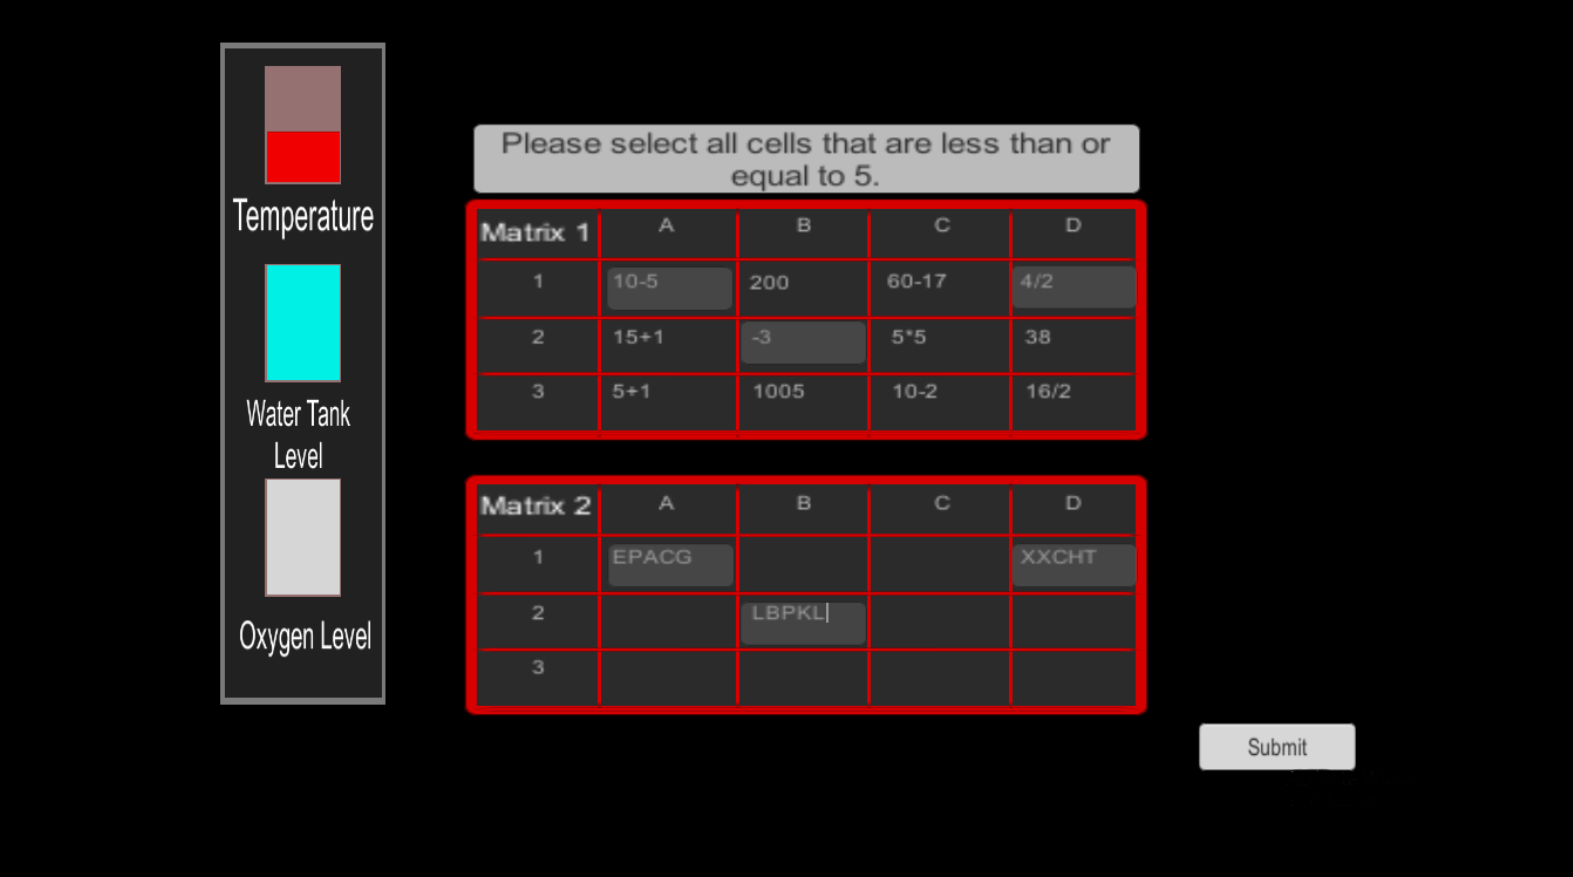 Temperature
Water Tank
Level
Oxygen Level
Please select all cells that are less than or
equal to 5.
Matrix 1 A B C D
1 10-5 200 60-17 4/2
2 15+1 -3 5*5 38
3 5+1 1005 10-2 16/2
Matrix 2 A B C D
1 EPACG XXCHT
2 LBPKL
3
Submit